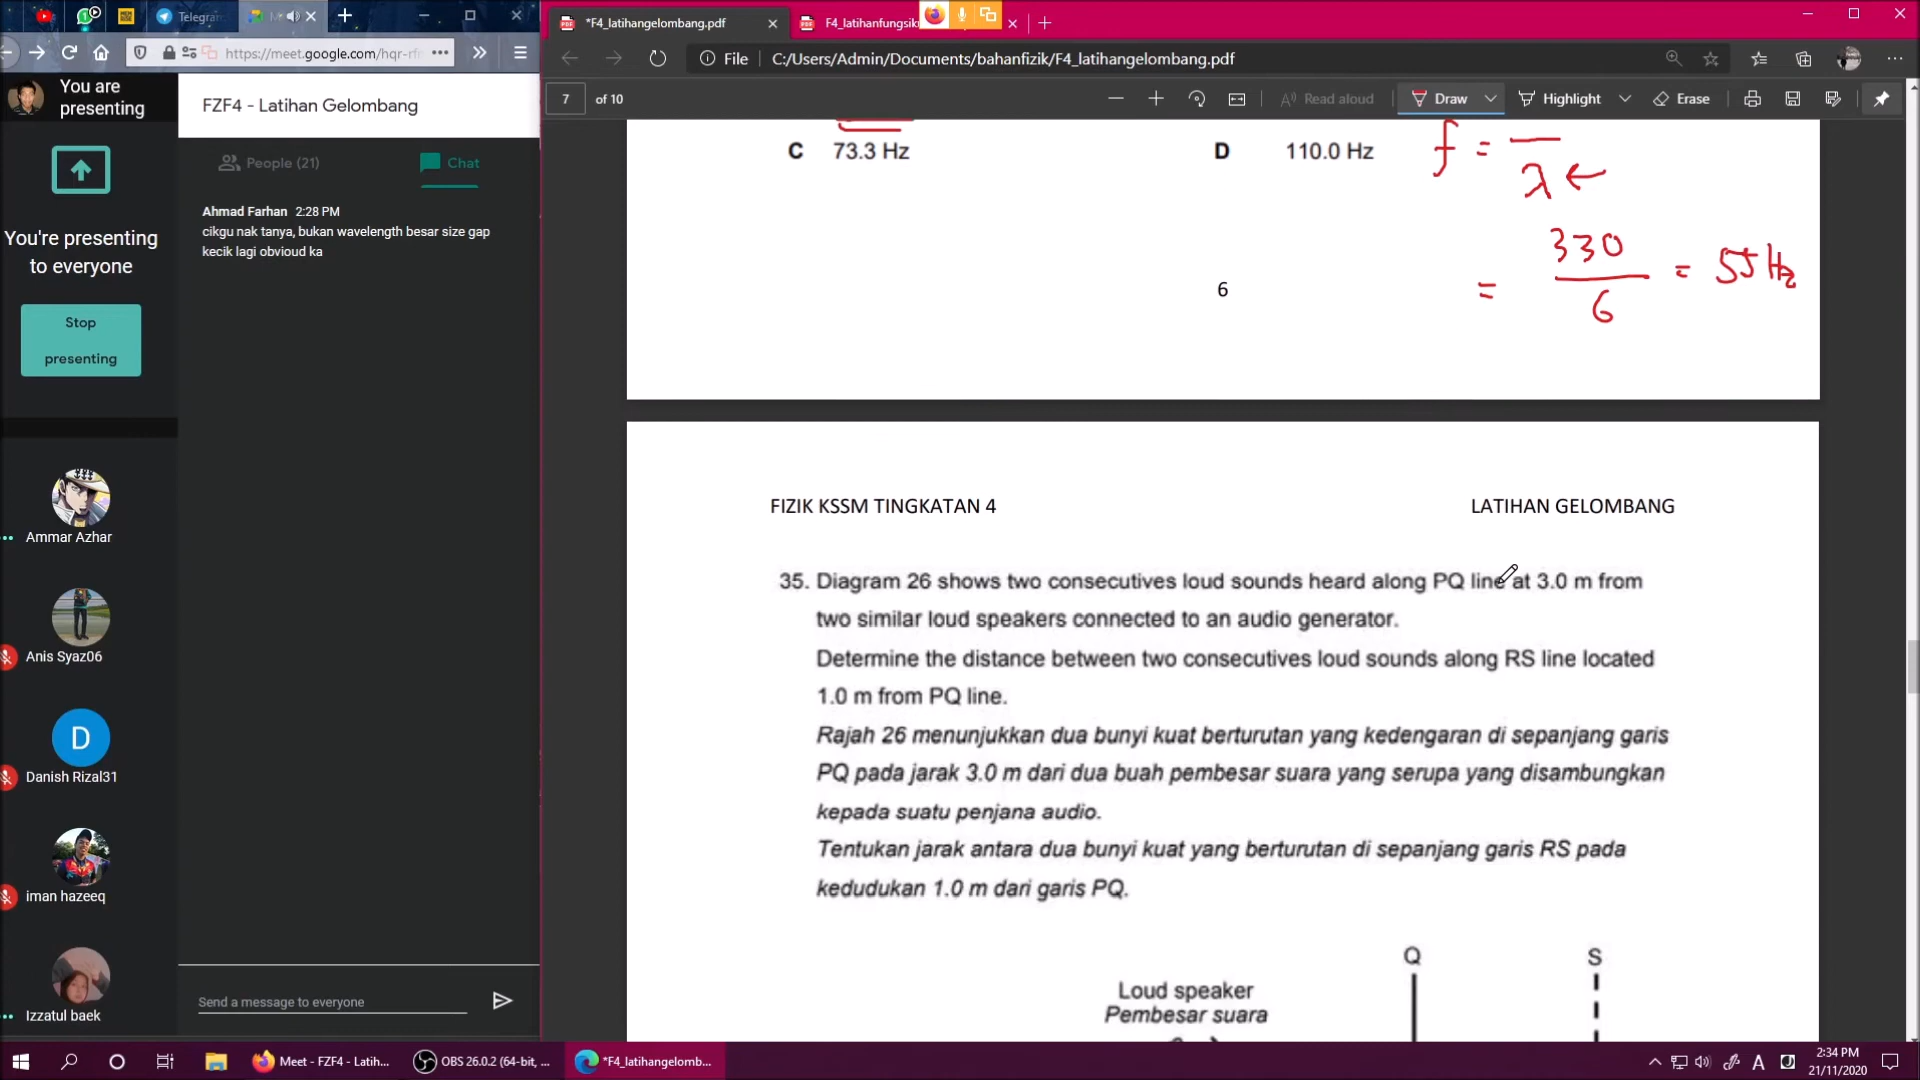 Telegram
M
https://meet.google.com/hqr-rfi
You are
presenting
You're presenting
to everyone
Stop
presenting
FZF4 - Latihan Gelombang
People (21)
Chat
Ahmad Farhan 2:28 PM
cikgu nak tanya, bukan wavelength besar size gap
kecik lagi obvioud ka
Ammar Azhar
Anis Syaz06
D
Danish Rizal31
iman hazeeq
Izzatul baek
Send a message to everyone
*F4_latihangelombang.pdf
F4_latihanfungsik
File C:/Users/Admin/Documents/bahanfizik/F4_latihangelombang.pdf
7 of 10
Read aloud
Draw
Highlight
Erase
C 73.3 Hz
D 110.0 Hz
f = λ ←
= 330 / 6 = 55 Hz
6
FIZIK KSSM TINGKATAN 4
LATIHAN GELOMBANG
35. Diagram 26 shows two consecutives loud sounds heard along PQ line at 3.0 m from
two similar loud speakers connected to an audio generator.
Determine the distance between two consecutives loud sounds along RS line located
1.0 m from PQ line.
Rajah 26 menunjukkan dua bunyi kuat berturutan yang kedengaran di sepanjang garis
PQ pada jarak 3.0 m dari dua buah pembesar suara yang serupa yang disambungkan
kepada suatu penjana audio.
Tentukan jarak antara dua bunyi kuat yang berturutan di sepanjang garis RS pada
kedudukan 1.0 m dari garis PQ.
Q
S
Loud speaker
Pembesar suara
Meet - FZF4 - Latih...
OBS 26.0.2 (64-bit, ...
*F4_latihangelomb...
A
2:34 PM
21/11/2020